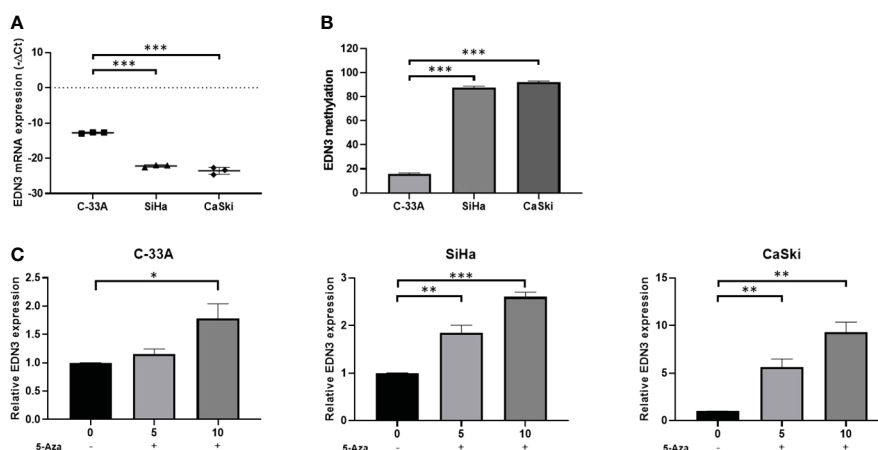 A
EDN3 mRNA expression (-ΔCt)
10
0
-10
-20
-30
***
***
C-33A SiHa CaSki
B
EDN3 methylation
120
100
80
60
40
20
0
***
***
C-33A SiHa CaSki
C
C-33A
Relative EDN3 expression
2.5
2.0
1.5
1.0
0.5
0.0
*
0 5 10
5-Aza - + +
SiHa
Relative EDN3 expression
3
2
1
0
***
**
0 5 10
- + +
CaSki
Relative EDN3 expression
15
10
5
0
**
**
0 5 10
5-Aza - + +